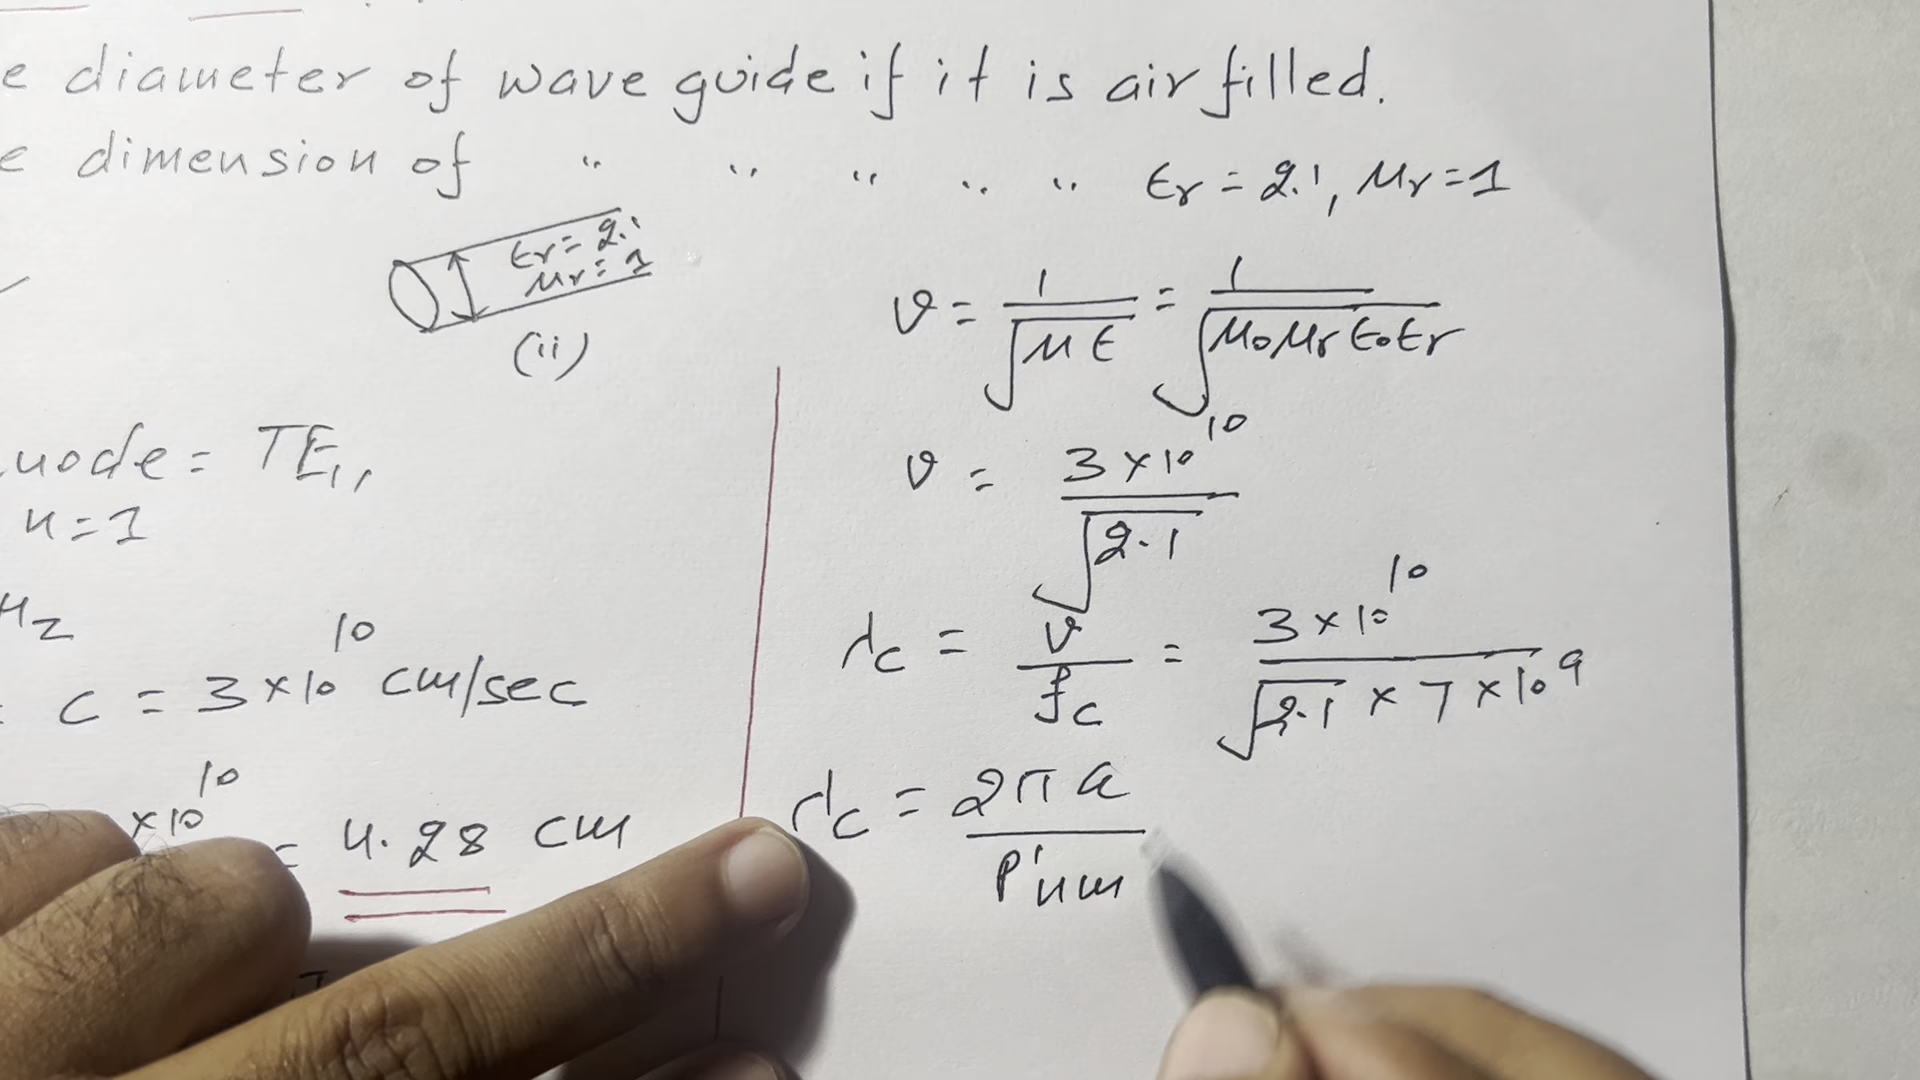 e diameter of wave guide if it is air filled.
e dimension of " " " " " εr = 2.1, μr = 1
εr = 2.1
μr = 1
(ii)
mode = TE11
n = 1
Hz
c = 3 × 10^10 cm/sec
× 10^10 = 4.28 cm
v = 1/√(με) = 1/√(μ0μrε0εr)
v = 3 × 10^10/√2.1
λc = v/fc = 3 × 10^10/(√2.1 × 7 × 10^9)
λc = 2πa/P'nm